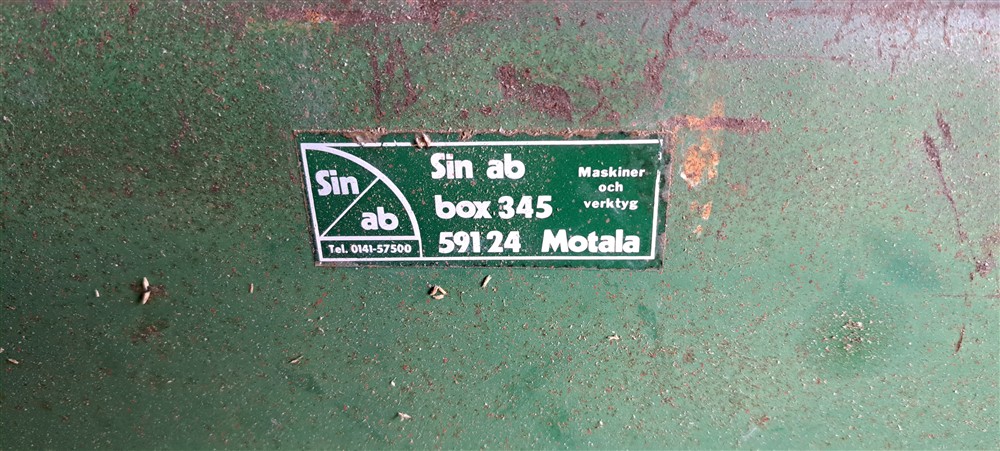 Sin
ab
Tel. 0141-57500
Sin ab
box 345
591 24 Motala
Maskiner
och
verktyg